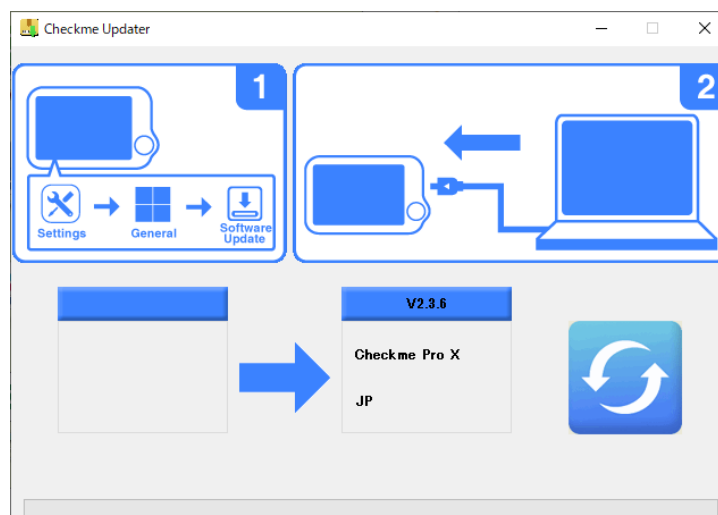 Checkme Updater
1
2
Settings
General
Software
Update
V2.3.6
Checkme Pro X
JP